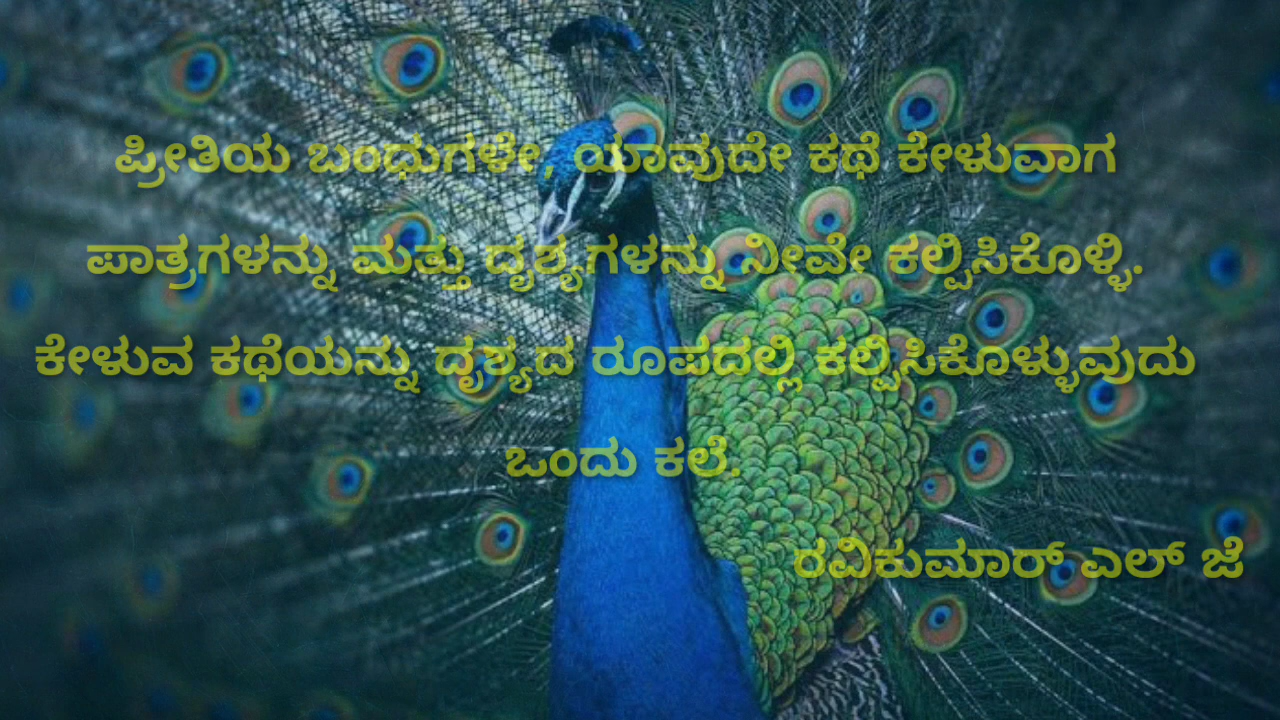 ಪ್ರೀತಿಯ ಬಂಧುಗಳೇ, ಯಾವುದೇ ಕಥೆ ಕೇಳುವಾಗ
ಪಾತ್ರಗಳನ್ನು ಮತ್ತು ದೃಶ್ಯಗಳನ್ನು ನೀವೇ ಕಲ್ಪಿಸಿಕೊಳ್ಳಿ.
ಕೇಳುವ ಕಥೆಯನ್ನು ದೃಶ್ಯದ ರೂಪದಲ್ಲಿ ಕಲ್ಪಿಸಿಕೊಳ್ಳುವುದು
ಒಂದು ಕಲೆ.
ರವಿಕುಮಾರ್ ಎಲ್ ಜೆ